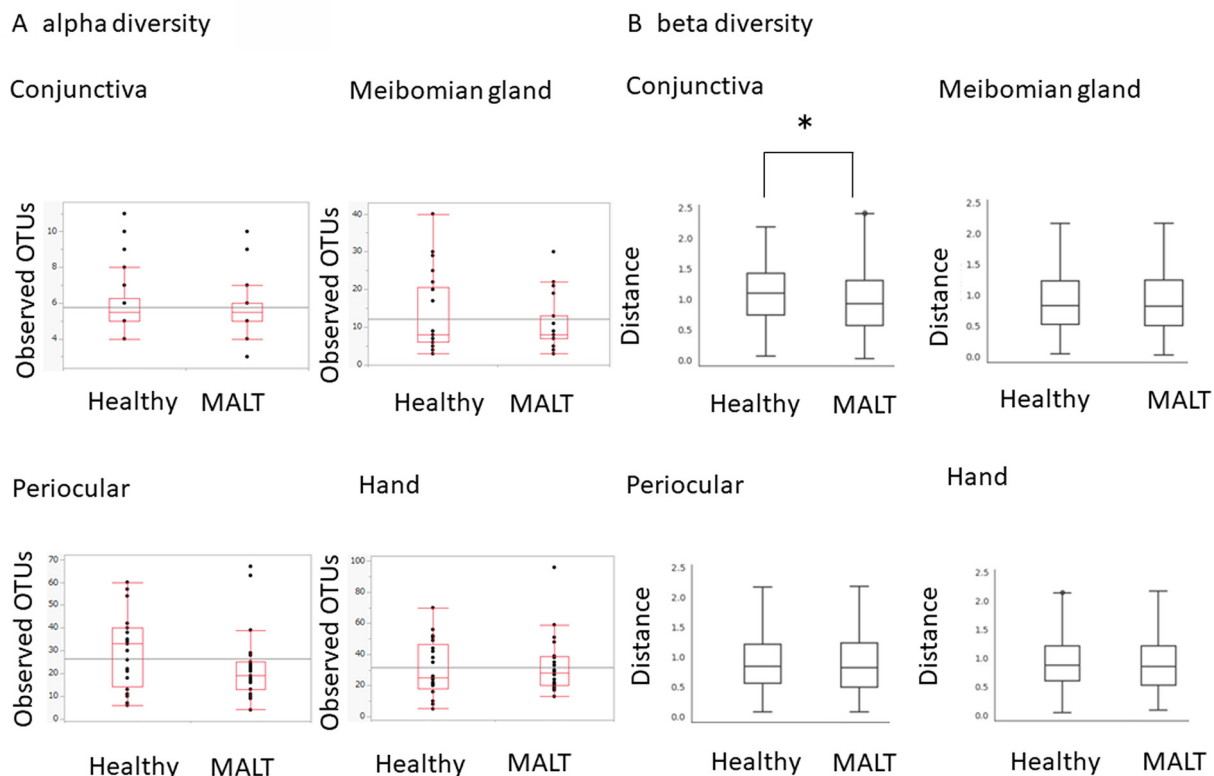 A alpha diversity
B beta diversity
Conjunctiva
Meibomian gland
Conjunctiva
Meibomian gland
*
Observed OTUs
10
8
6
4
Healthy MALT
Observed OTUs
40
30
20
10
0
Healthy MALT
Distance
2.5
2.0
1.5
1.0
0.5
0.0
Healthy MALT
Distance
2.5
2.0
1.5
1.0
0.5
0.0
Healthy MALT
Periocular
Hand
Periocular
Hand
Observed OTUs
70
60
50
40
30
20
10
0
Healthy MALT
Observed OTUs
100
80
60
40
20
0
Healthy MALT
Distance
2.5
2.0
1.5
1.0
0.5
0.0
Healthy MALT
Distance
2.5
2.0
1.5
1.0
0.5
0.0
Healthy MALT